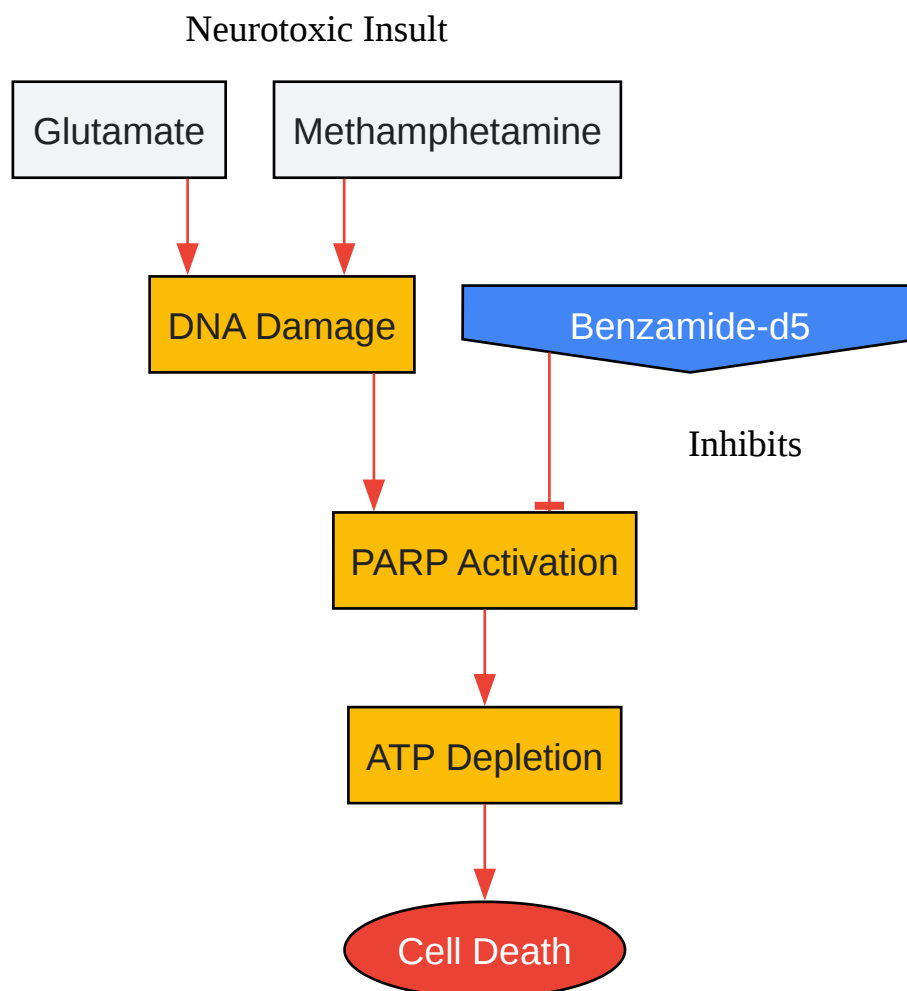 Neurotoxic Insult
Glutamate
Methamphetamine
DNA Damage
Benzamide-d5
Inhibits
PARP Activation
ATP Depletion
Cell Death